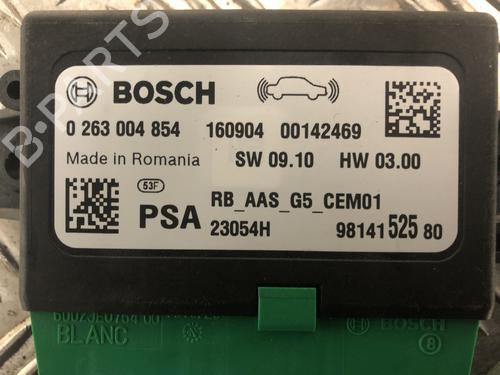 BOSCH
0 263 004 854 160904 00142469
Made in Romania SW 09.10 HW 03.00
53F
PSA RB_AAS_G5_CEM01
23054H 98141 525 80
BLANC
8
B-PARTS